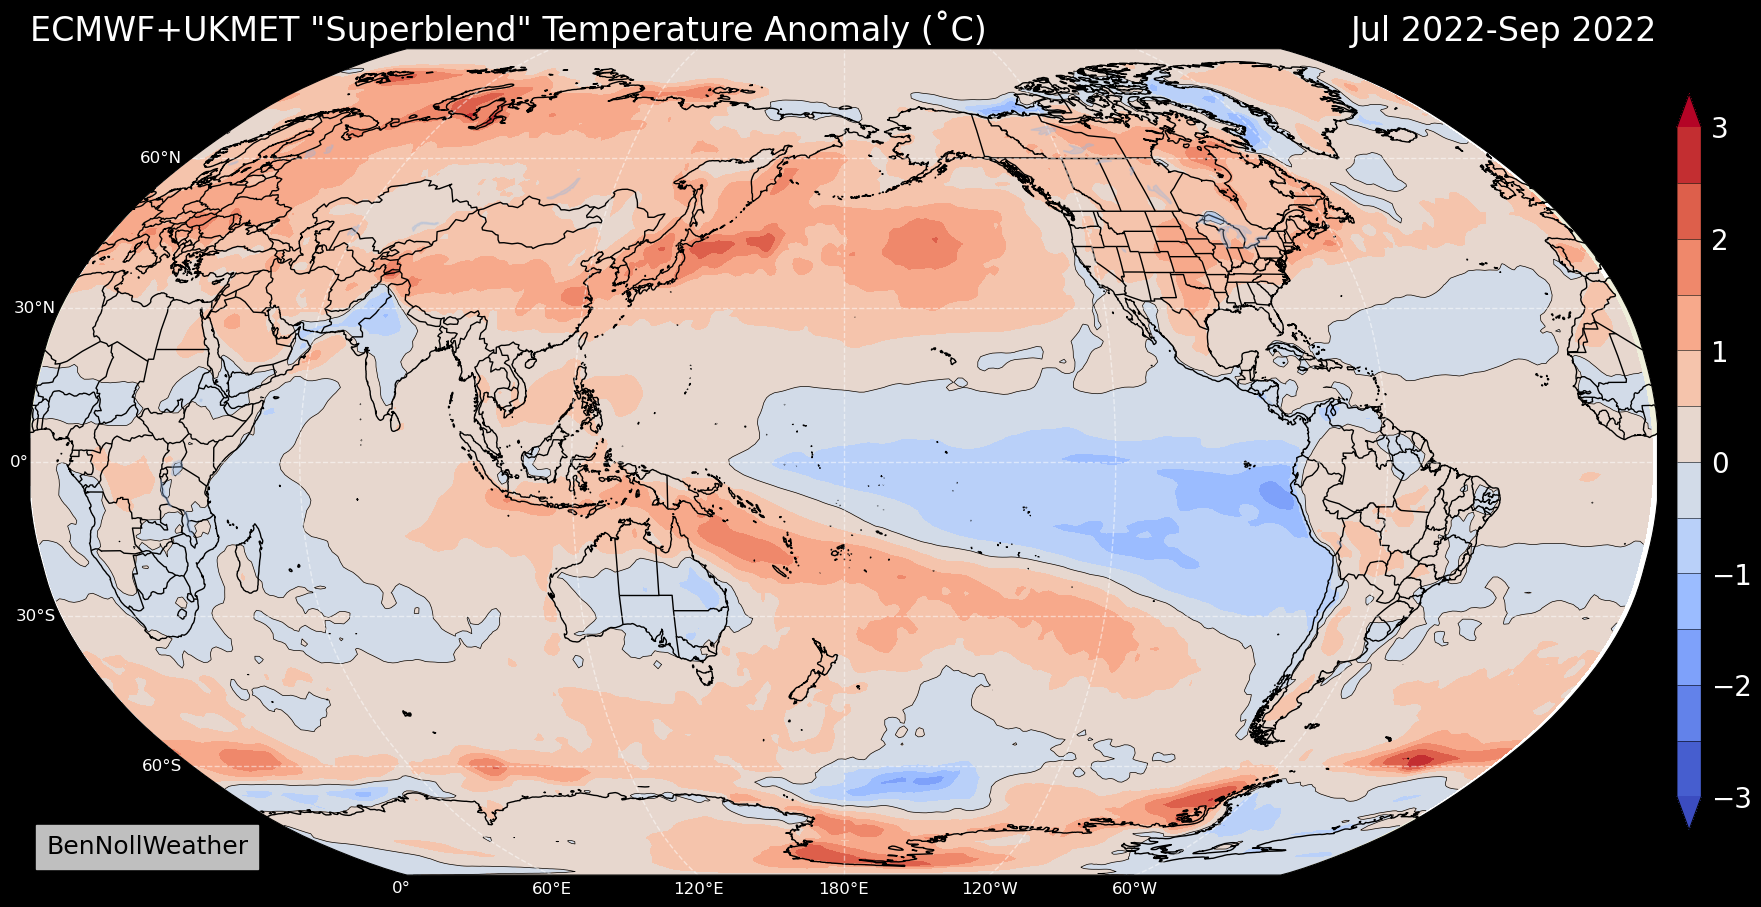 ECMWF+UKMET "Superblend" Temperature Anomaly (˚C)
Jul 2022-Sep 2022
60°N
30°N
0°
30°S
60°S
0°
60°E
120°E
180°E
120°W
60°W
3
2
1
0
−1
−2
−3
BenNollWeather